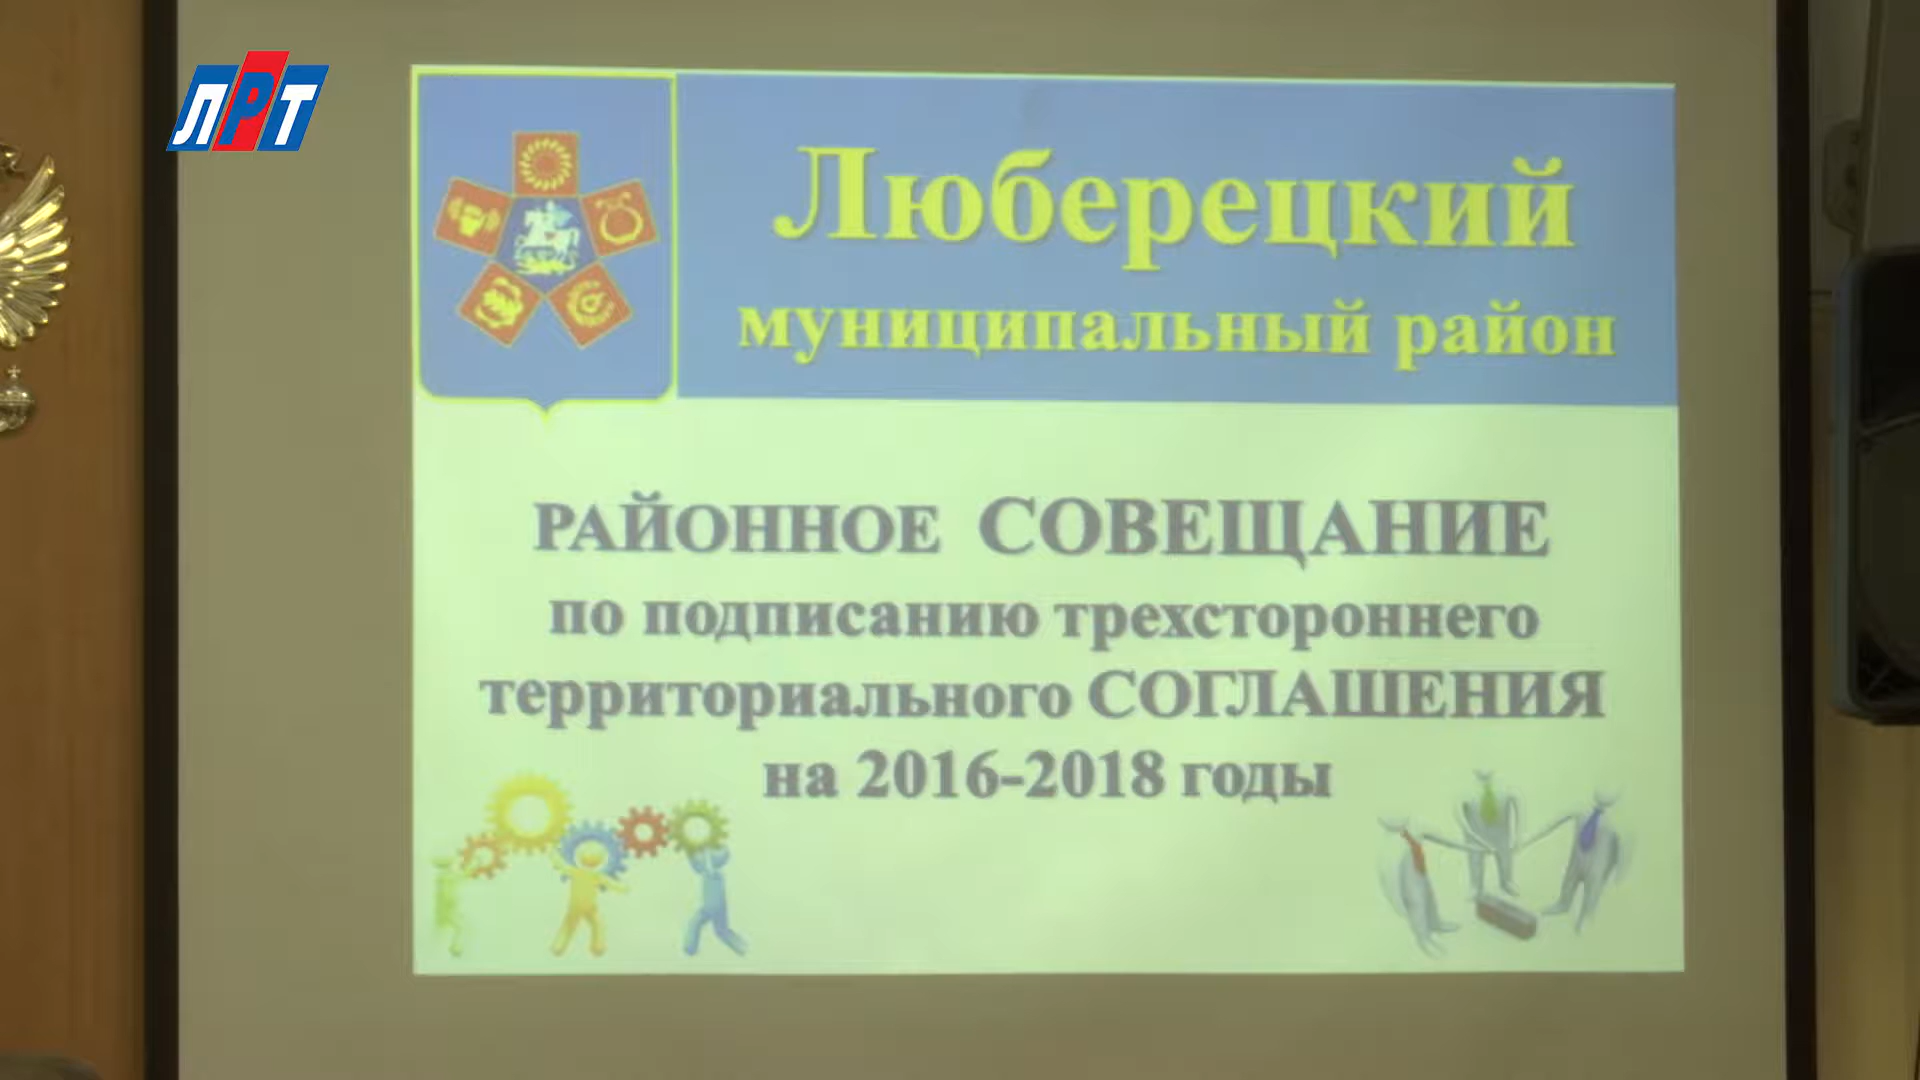 ЛРТ
Люберецкий
муниципальный район
РАЙОННОЕ СОВЕЩАНИЕ
по подписанию трехстороннего
территориального СОГЛАШЕНИЯ
на 2016-2018 годы